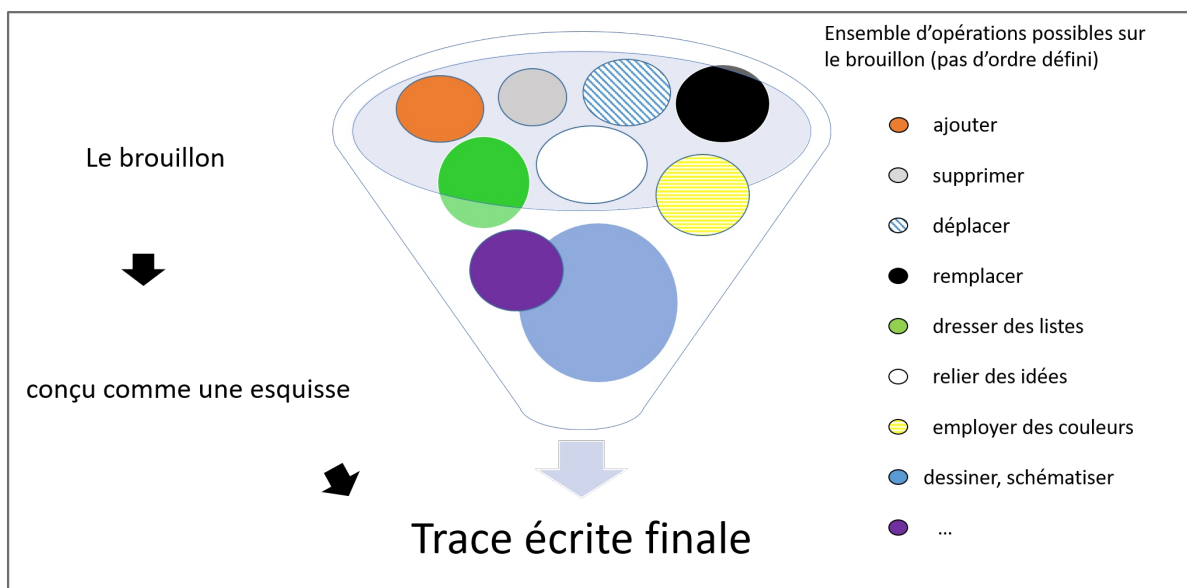 Le brouillon
conçu comme une esquisse
Trace écrite finale
Ensemble d’opérations possibles sur
le brouillon (pas d’ordre défini)
ajouter
supprimer
déplacer
remplacer
dresser des listes
relier des idées
employer des couleurs
dessiner, schématiser
...